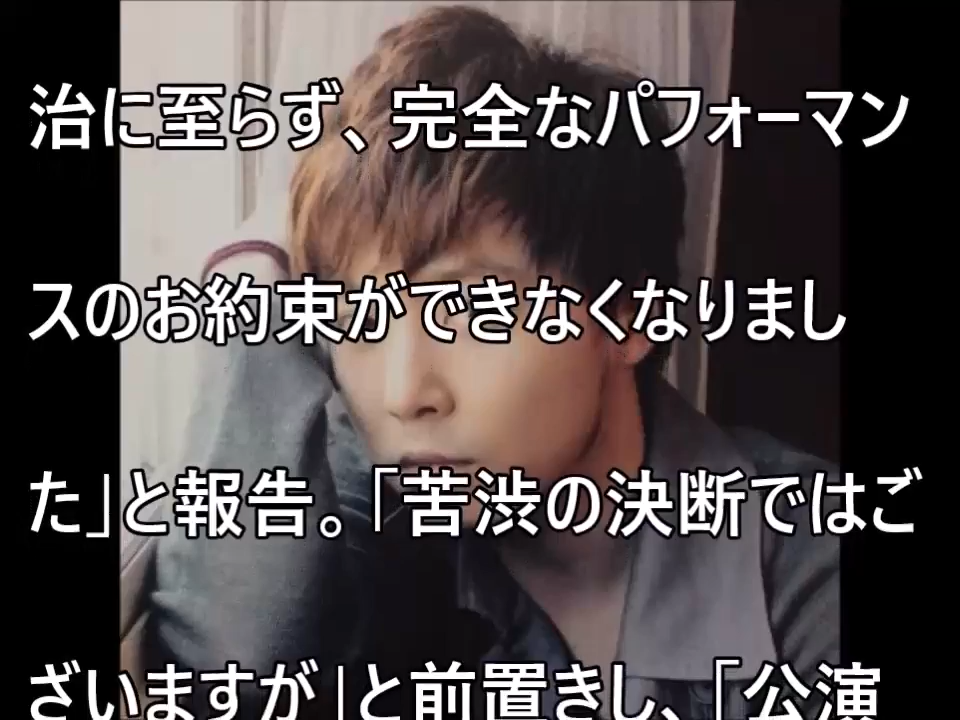 治に至らず、完全なパフォーマン
スのお約束ができなくなりまし
た」と報告。「苦渋の決断ではご
ざいますが」と前置きし、「公演